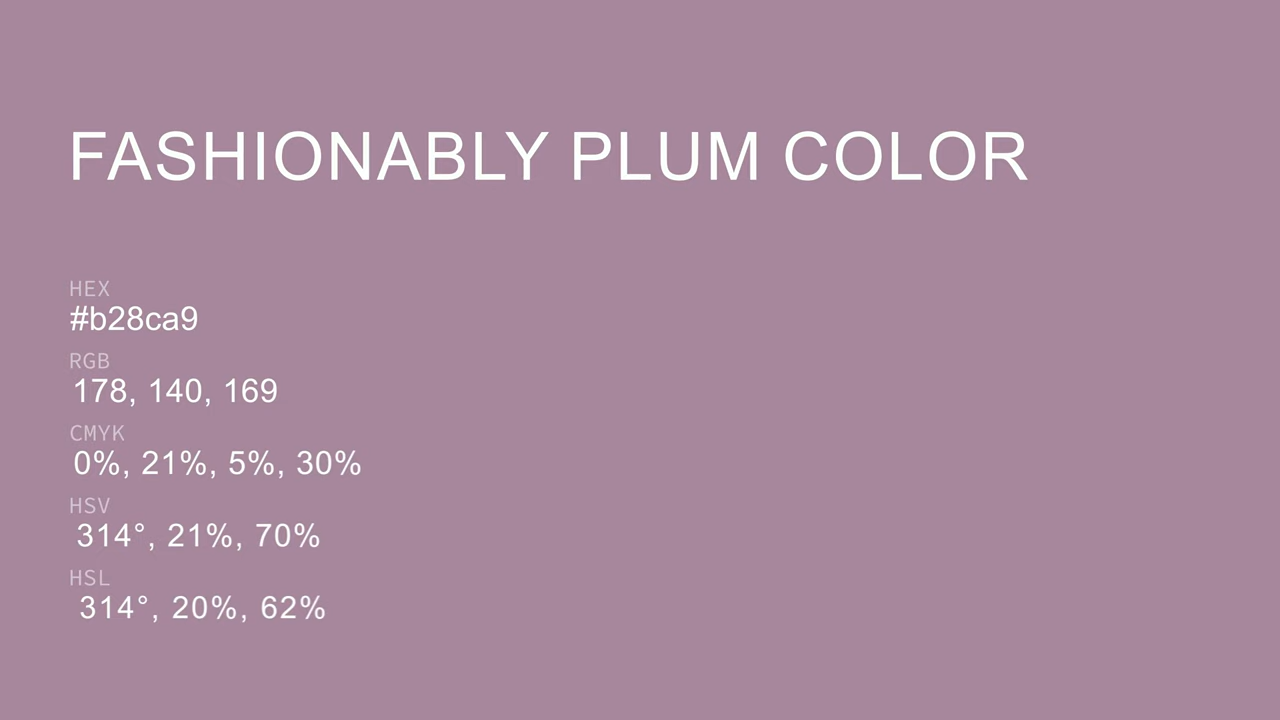 FASHIONABLY PLUM COLOR
HEX
#b28ca9
RGB
178, 140, 169
CMYK
0%, 21%, 5%, 30%
HSV
314°, 21%, 70%
HSL
314°, 20%, 62%